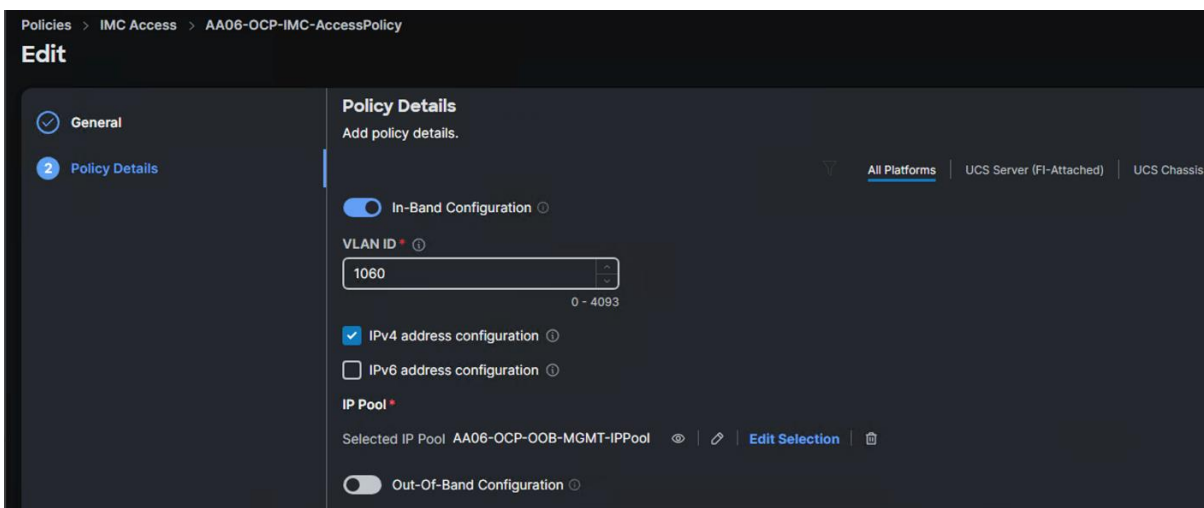 Policies > IMC Access > AA06-OCP-IMC-AccessPolicy
Edit
General
2 Policy Details
Policy Details
Add policy details.
All Platforms | UCS Server (FI-Attached) | UCS Chassis
In-Band Configuration
VLAN ID *
1060
0 - 4093
IPv4 address configuration
IPv6 address configuration
IP Pool *
Selected IP Pool AA06-OCP-OOB-MGMT-IPPool | Edit Selection |
Out-Of-Band Configuration